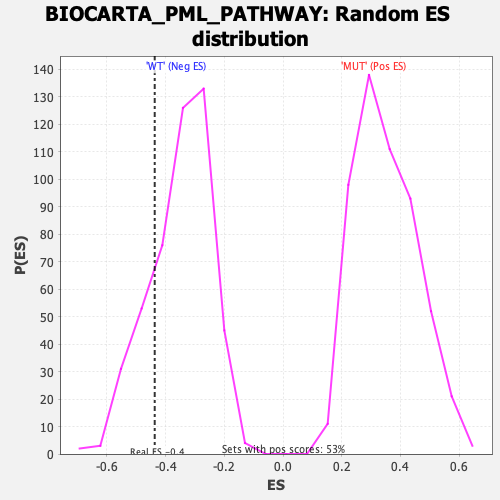 BIOCARTA_PML_PATHWAY: Random ES
distribution
'WT' (Neg ES)
'MUT' (Pos ES)
140
130
120
110
100
90
80
70
60
50
40
30
20
10
0
P(ES)
Real ES -0.4
Sets with pos scores: 53%
-0.6
-0.4
-0.2
0.0
0.2
0.4
0.6
ES